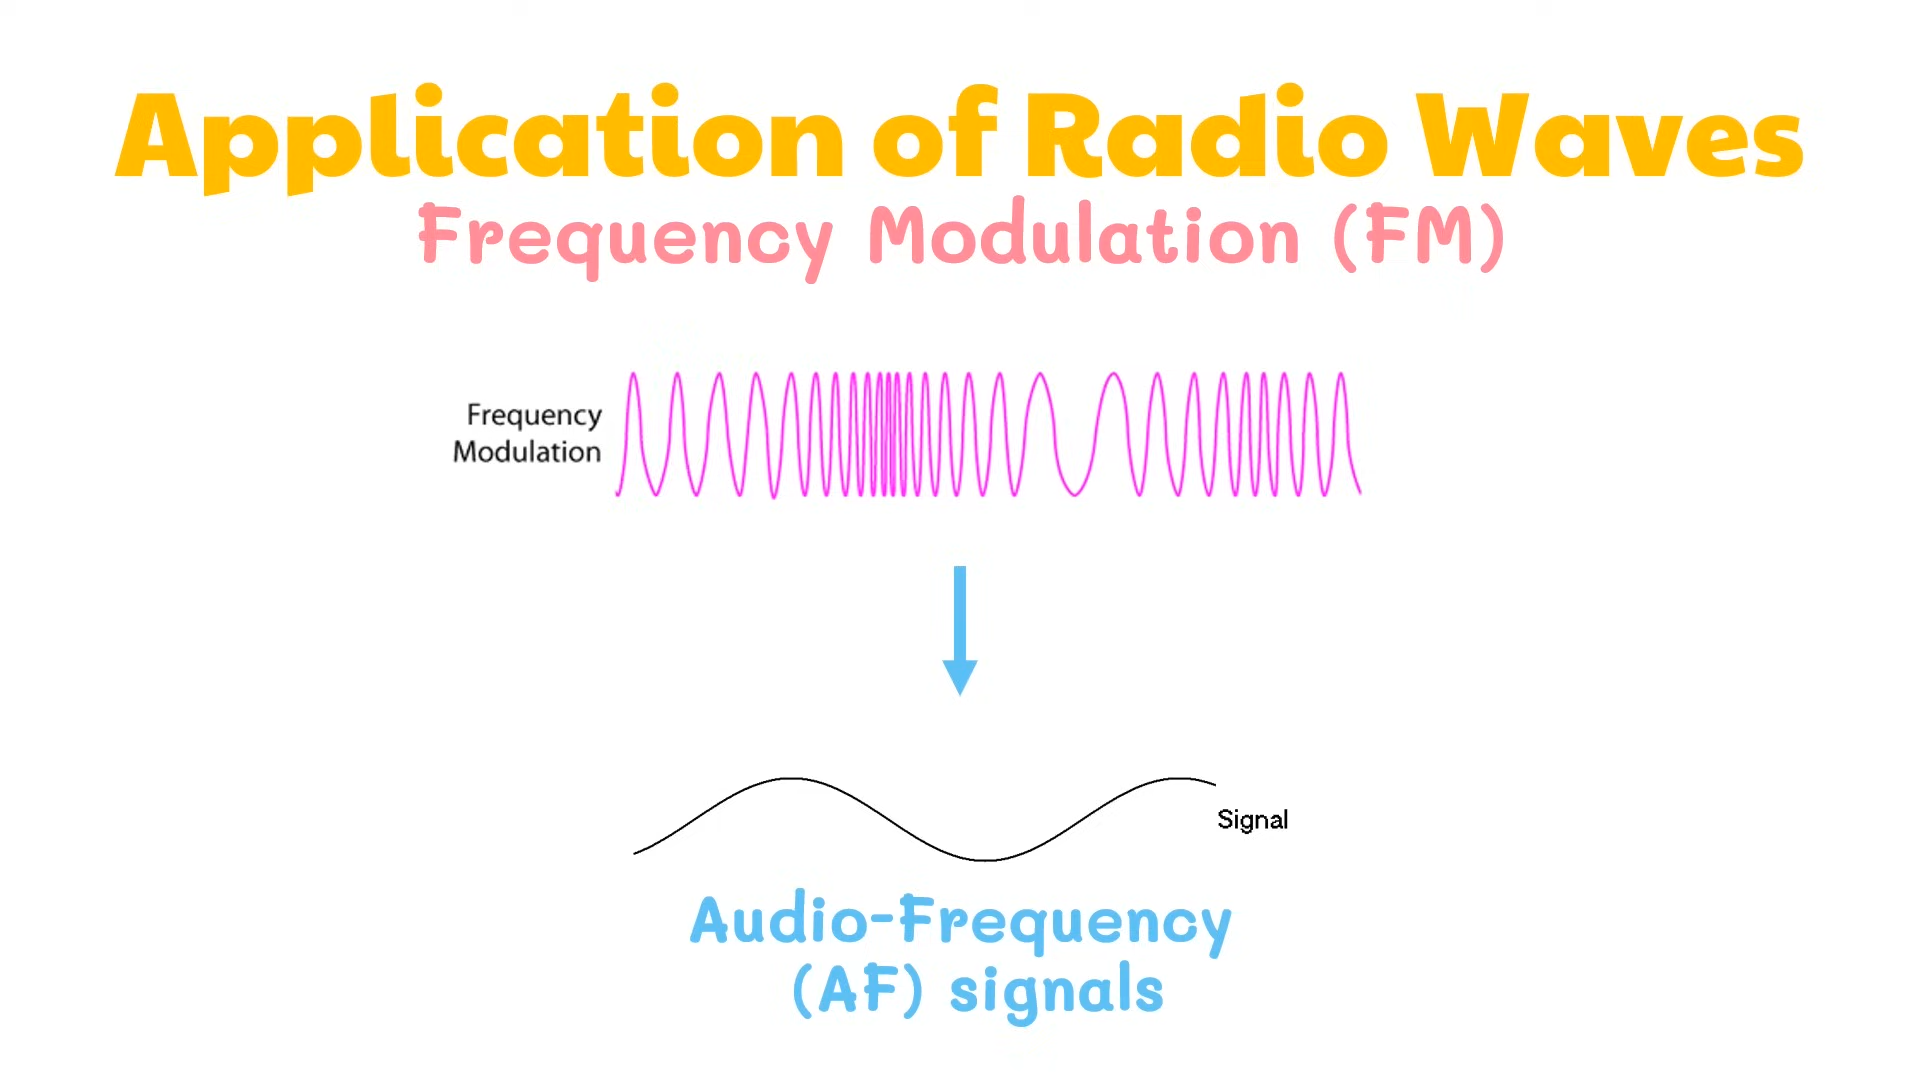 Application of Radio Waves
Frequency Modulation (FM)
Frequency
Modulation
Signal
Audio-Frequency
(AF) signals